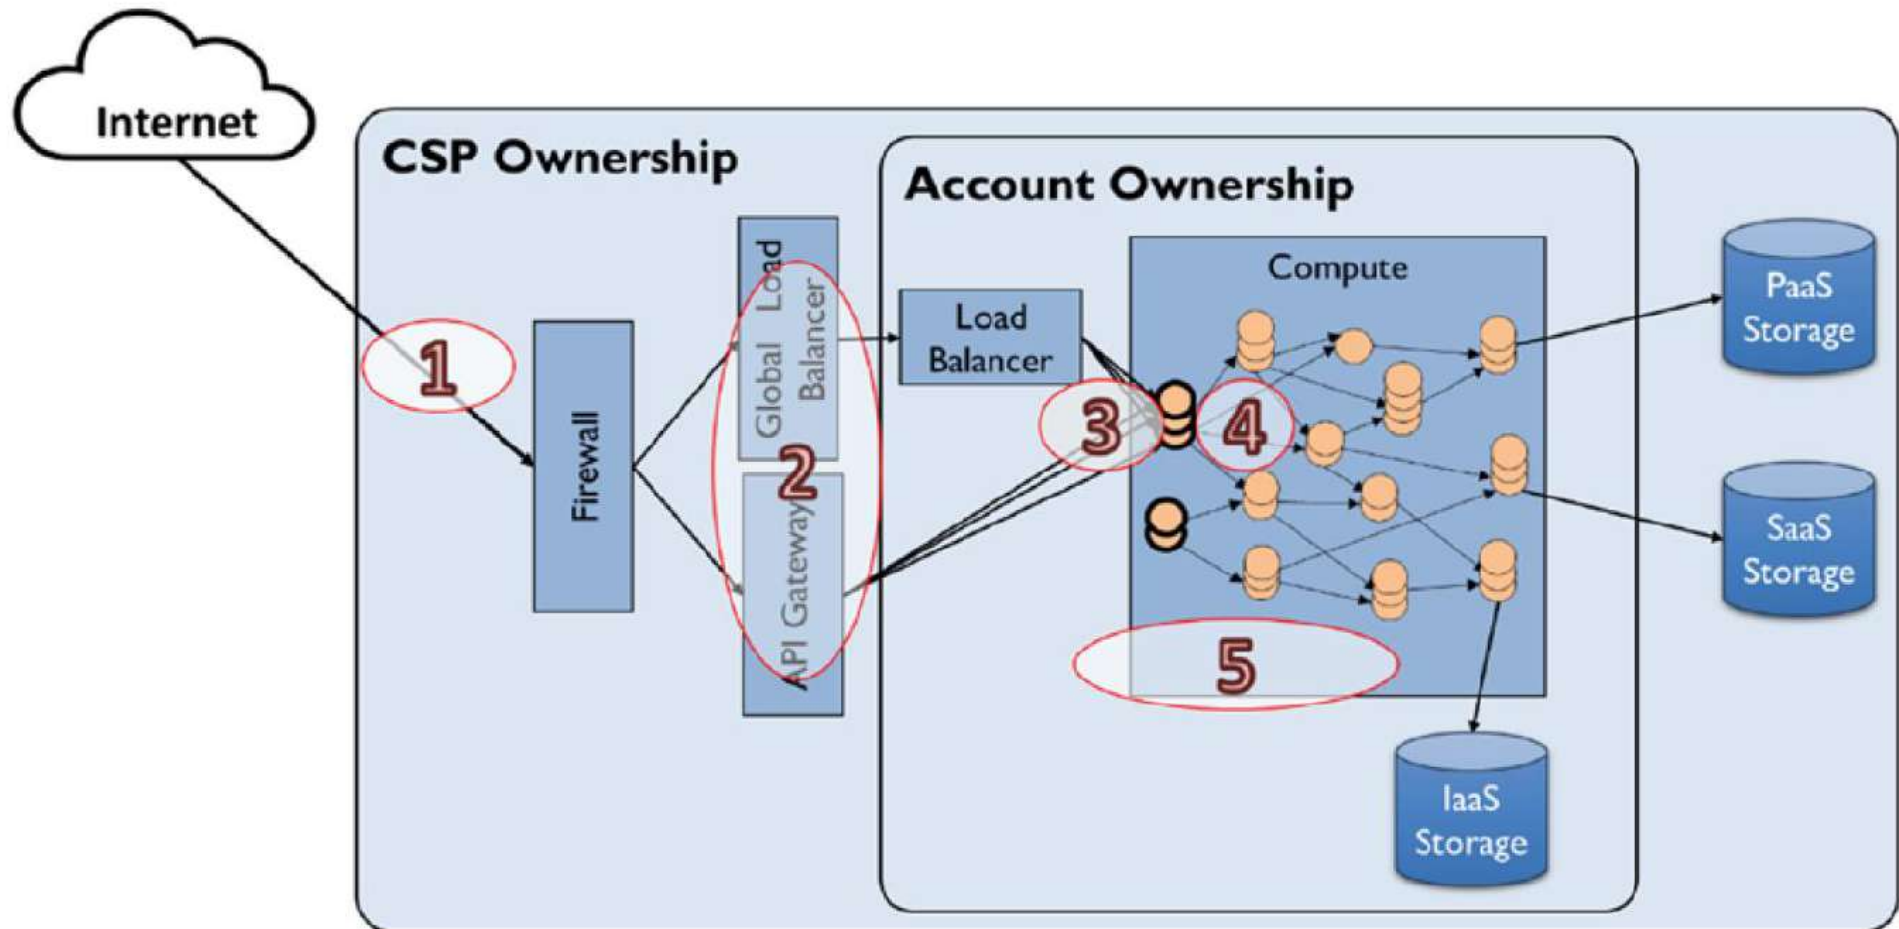 Internet
CSP Ownership
Account Ownership
1
Firewall
Global Load
Balancer
2
API Gateway
Load
Balancer
3
Compute
4
5
PaaS
Storage
SaaS
Storage
IaaS
Storage